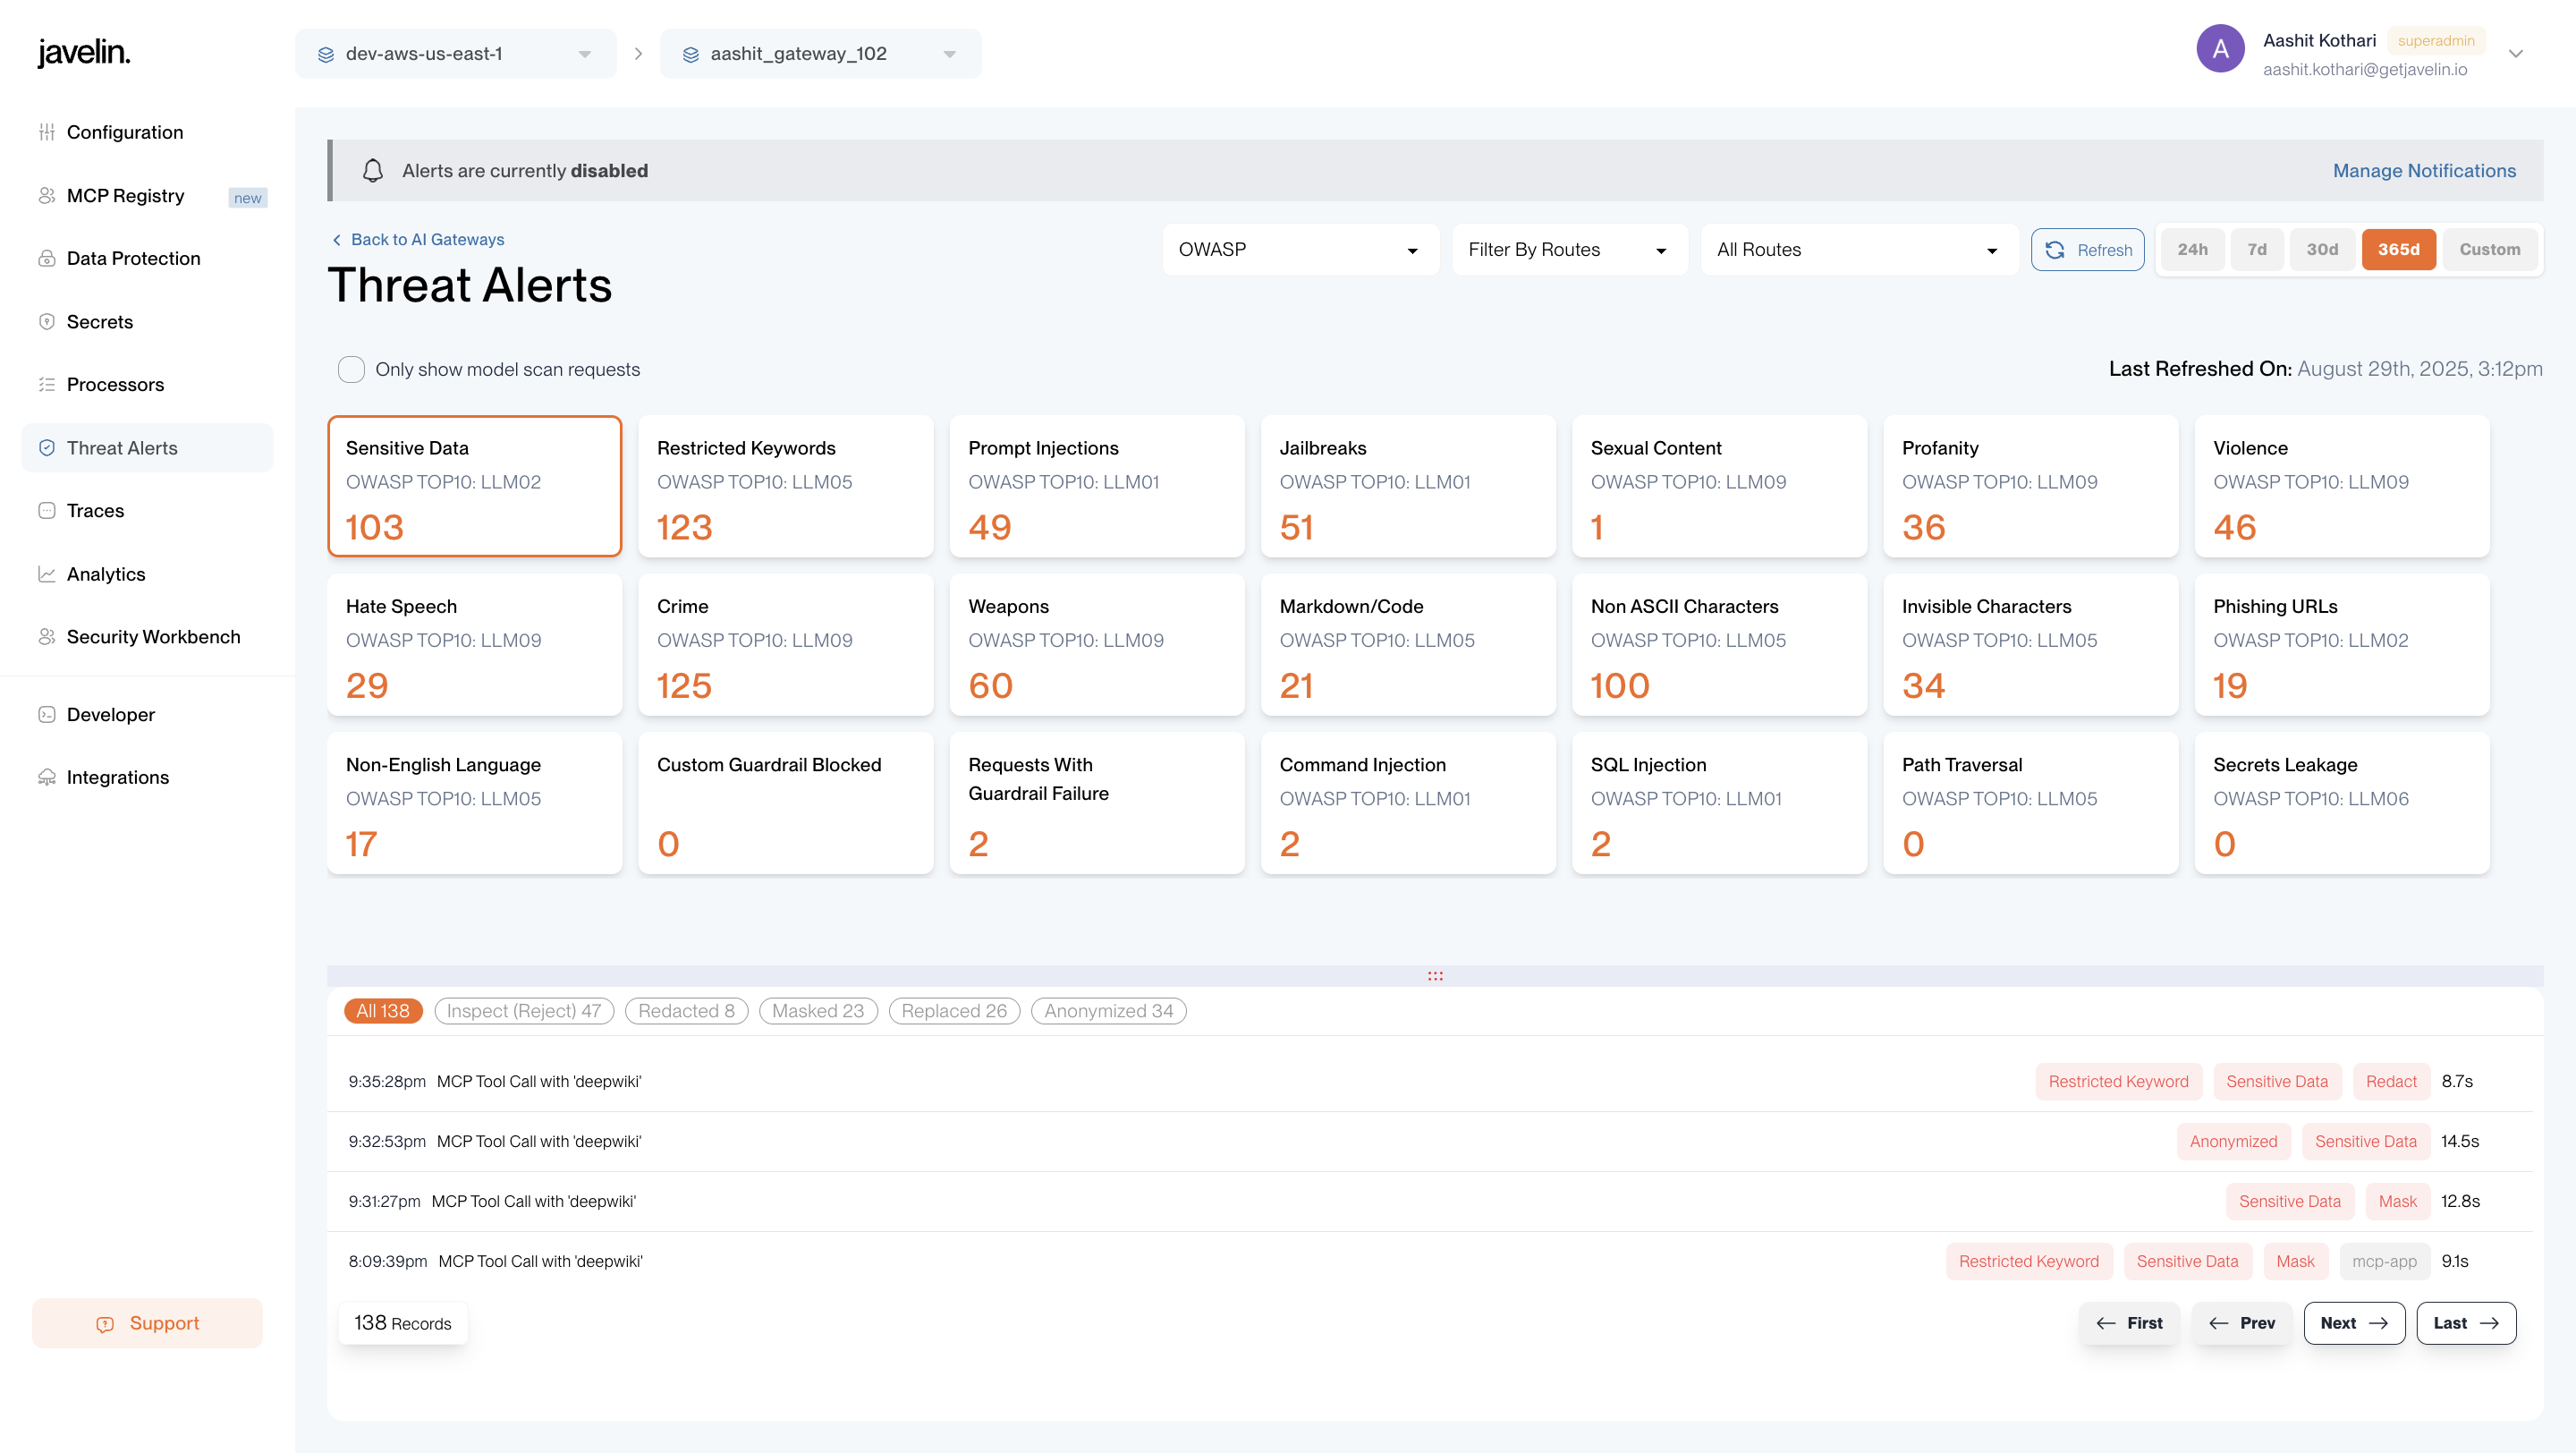 javelin.
dev-aws-us-east-1
aashit_gateway_102
A
Aashit Kothari superadmin
aashit.kothari@getjavelin.io
Configuration
MCP Registry new
Data Protection
Secrets
Processors
Threat Alerts
Traces
Analytics
Security Workbench
Developer
Integrations
Support
Alerts are currently disabled
Manage Notifications
Back to AI Gateways
Threat Alerts
OWASP
Filter By Routes
All Routes
Refresh
24h 7d 30d 365d Custom
Only show model scan requests
Last Refreshed On: August 29th, 2025, 3:12pm
Sensitive Data
OWASP TOP10: LLM02
103
Restricted Keywords
OWASP TOP10: LLM05
123
Prompt Injections
OWASP TOP10: LLM01
49
Jailbreaks
OWASP TOP10: LLM01
51
Sexual Content
OWASP TOP10: LLM09
1
Profanity
OWASP TOP10: LLM09
36
Violence
OWASP TOP10: LLM09
46
Hate Speech
OWASP TOP10: LLM09
29
Crime
OWASP TOP10: LLM09
125
Weapons
OWASP TOP10: LLM09
60
Markdown/Code
OWASP TOP10: LLM05
21
Non ASCII Characters
OWASP TOP10: LLM05
100
Invisible Characters
OWASP TOP10: LLM05
34
Phishing URLs
OWASP TOP10: LLM02
19
Non-English Language
OWASP TOP10: LLM05
17
Custom Guardrail Blocked
0
Requests With
Guardrail Failure
2
Command Injection
OWASP TOP10: LLM01
2
SQL Injection
OWASP TOP10: LLM01
2
Path Traversal
OWASP TOP10: LLM05
0
Secrets Leakage
OWASP TOP10: LLM06
0
All 138 Inspect (Reject) 47 Redacted 8 Masked 23 Replaced 26 Anonymized 34
9:35:28pm MCP Tool Call with 'deepwiki' Restricted Keyword Sensitive Data Redact 8.7s
9:32:53pm MCP Tool Call with 'deepwiki' Anonymized Sensitive Data 14.5s
9:31:27pm MCP Tool Call with 'deepwiki' Sensitive Data Mask 12.8s
8:09:39pm MCP Tool Call with 'deepwiki' Restricted Keyword Sensitive Data Mask mcp-app 9.1s
138 Records
First Prev Next Last